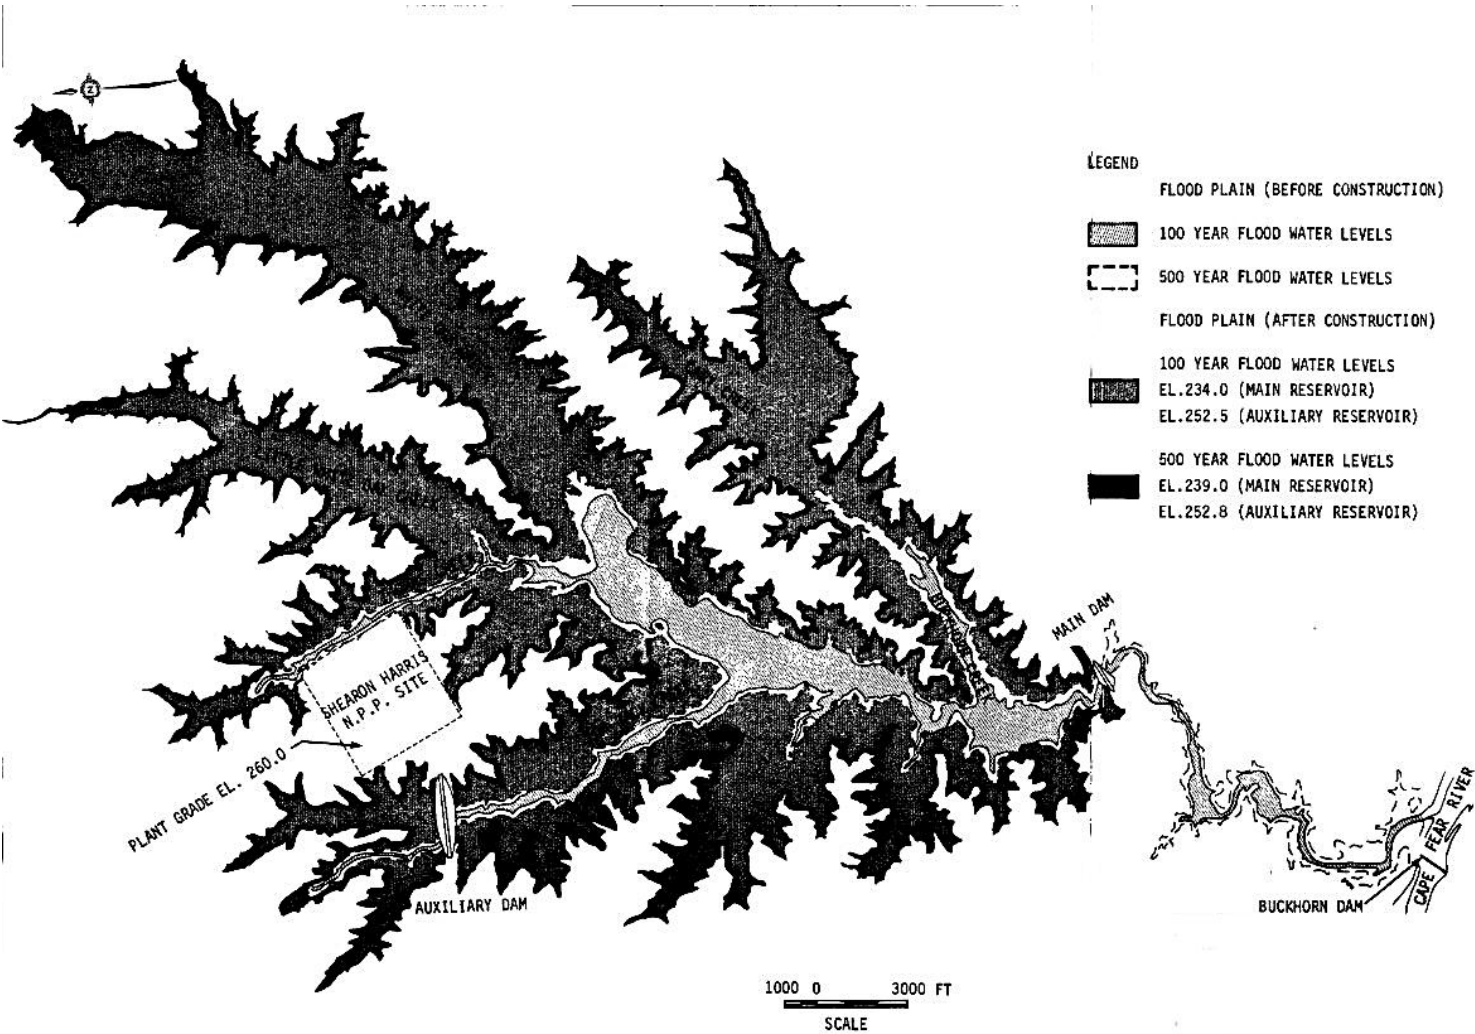 N
LEGEND
FLOOD PLAIN (BEFORE CONSTRUCTION)
100 YEAR FLOOD WATER LEVELS
500 YEAR FLOOD WATER LEVELS
FLOOD PLAIN (AFTER CONSTRUCTION)
100 YEAR FLOOD WATER LEVELS
EL.234.0 (MAIN RESERVOIR)
EL.252.5 (AUXILIARY RESERVOIR)
500 YEAR FLOOD WATER LEVELS
EL.239.0 (MAIN RESERVOIR)
EL.252.8 (AUXILIARY RESERVOIR)
MAIN DAM
SHEARON HARRIS
N.P.P. SITE
PLANT GRADE EL. 260.0
AUXILIARY DAM
BUCKHORN DAM
CAPE FEAR RIVER
1000 0 3000 FT
SCALE